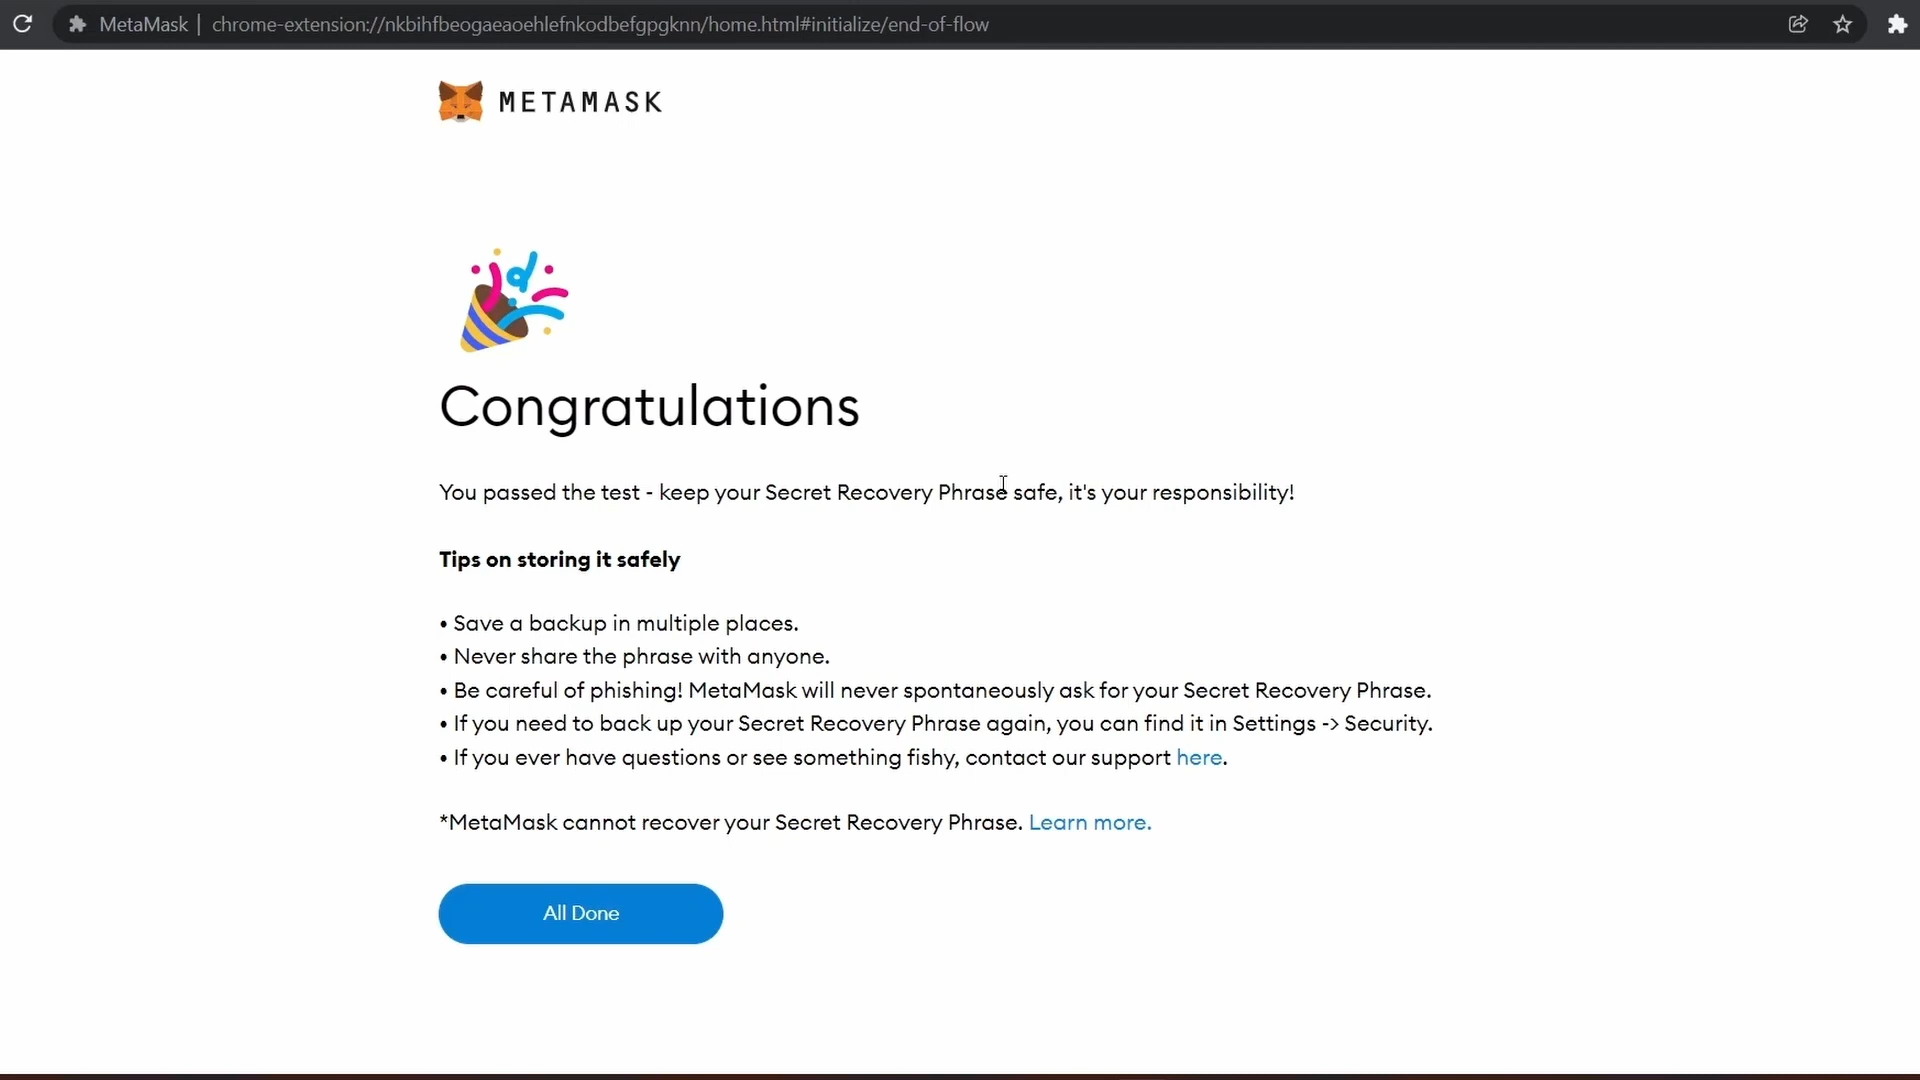 MetaMask | chrome-extension://nkbihfbeogaeaoehlefnkodbefgpgknn/home.html#initialize/end-of-flow
METAMASK
Congratulations
You passed the test - keep your Secret Recovery Phrase safe, it's your responsibility!
Tips on storing it safely
• Save a backup in multiple places.
• Never share the phrase with anyone.
• Be careful of phishing! MetaMask will never spontaneously ask for your Secret Recovery Phrase.
• If you need to back up your Secret Recovery Phrase again, you can find it in Settings -> Security.
• If you ever have questions or see something fishy, contact our support here.
*MetaMask cannot recover your Secret Recovery Phrase. Learn more.
All Done